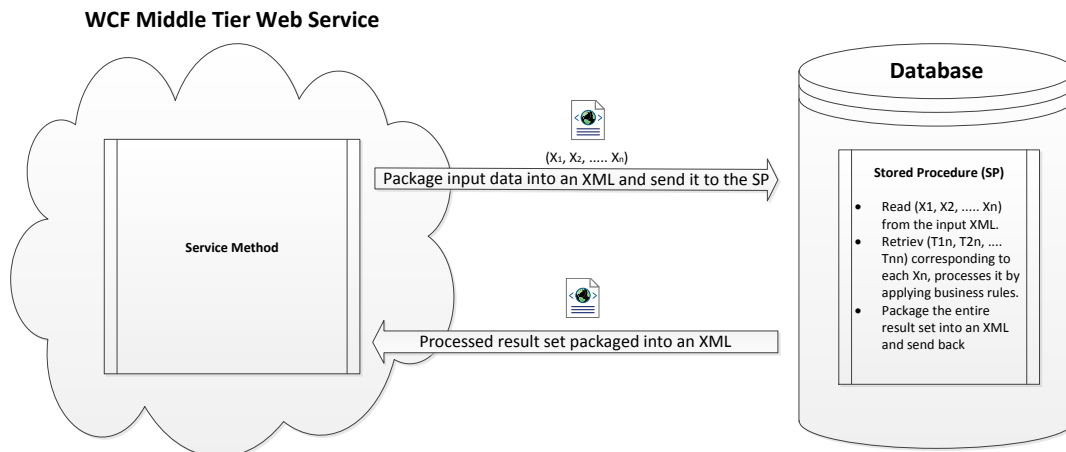 WCF Middle Tier Web Service
Service Method
(X1, X2, ..... Xn)
Package input data into an XML and send it to the SP
Processed result set packaged into an XML
Database
Stored Procedure (SP)
• Read (X1, X2, ..... Xn)
from the input XML.
• Retriev (T1n, T2n, ....
Tnn) corresponding to
each Xn, processes it by
applying business rules.
• Package the entire
result set into an XML
and send back